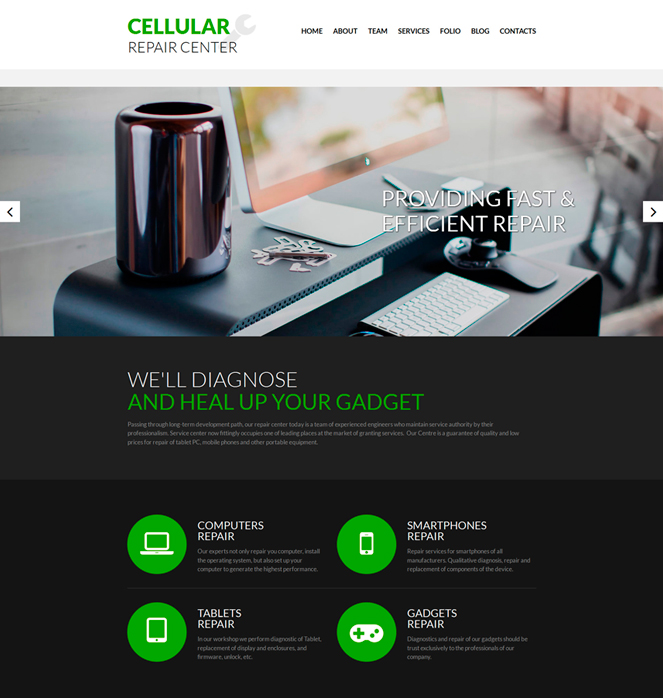 CELLULAR
REPAIR CENTER
HOME ABOUT TEAM SERVICES FOLIO BLOG CONTACTS
PROVIDING FAST &
EFFICIENT REPAIR
WE'LL DIAGNOSE
AND HEAL UP YOUR GADGET
Passing through long-term development path, our repair center today is a team of experienced engineers who maintain service authority by their
professionalism. Service center now fittingly occupies one of leading places at the market of granting services. Our Centre is a guarantee of quality and low
prices for repair of tablet PC, mobile phones and other portable equipment.
COMPUTERS
REPAIR
Our experts not only repair you computer, install
the operating system, but also set up your
computer to generate the highest performance.
SMARTPHONES
REPAIR
Repair services for smartphones of all
manufacturers. Qualitative diagnosis, repair and
replacement of components of the device.
TABLETS
REPAIR
In our workshop we perform diagnostic of Tablet,
replacement of display and enclosures, and
firmware, unlock, etc.
GADGETS
REPAIR
Diagnostics and repair of our gadgets should be
trust exclusively to the professionals of our
company.